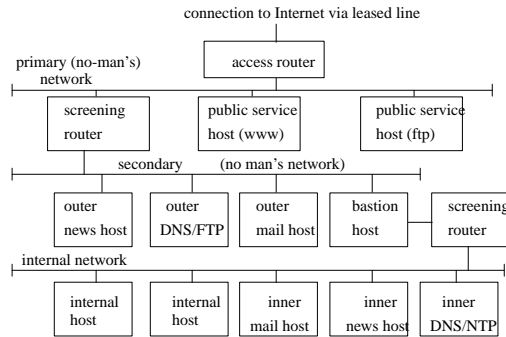 connection to Internet via leased line
access router
primary (no-man's)
network
screening
router
public service
host (www)
public service
host (ftp)
secondary (no man's network)
outer
news host
outer
DNS/FTP
outer
mail host
bastion
host
screening
router
internal network
internal
host
internal
host
inner
mail host
inner
news host
inner
DNS/NTP